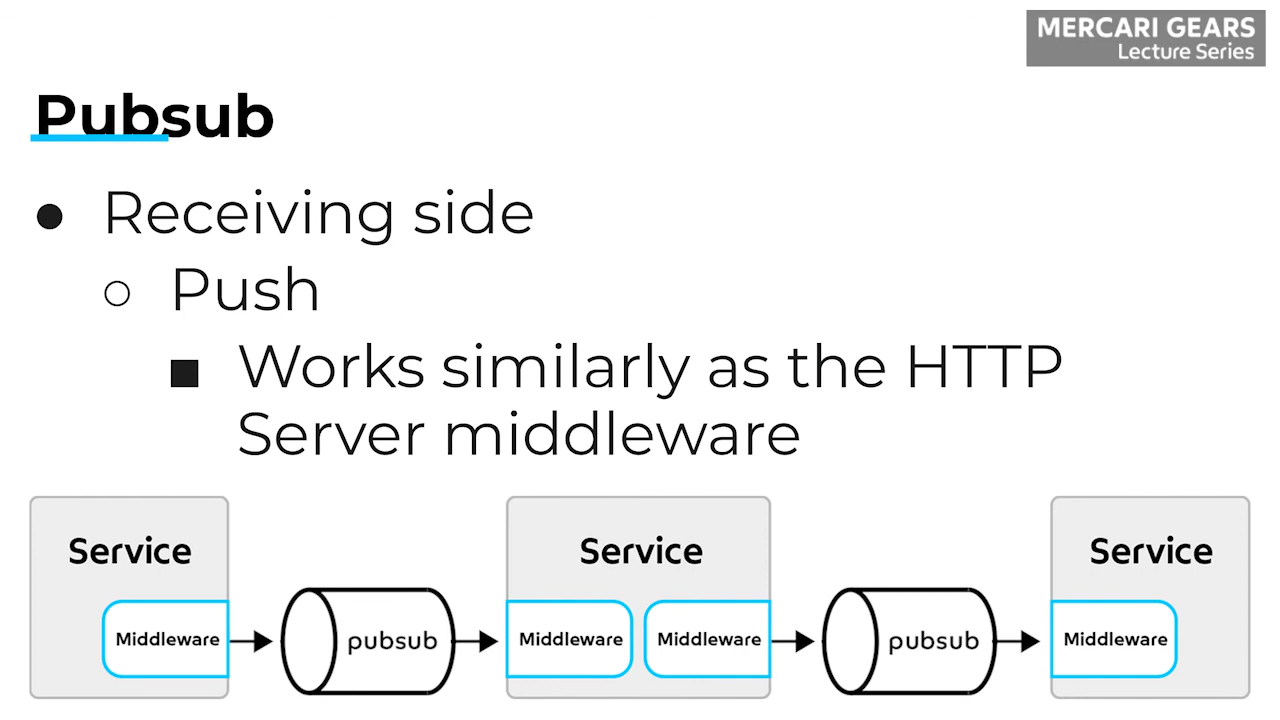 MERCARI GEARS
Lecture Series
Pubsub
● Receiving side
○ Push
■ Works similarly as the HTTP
Server middleware
Service
Service
Service
Middleware
pubsub
Middleware
Middleware
pubsub
Middleware